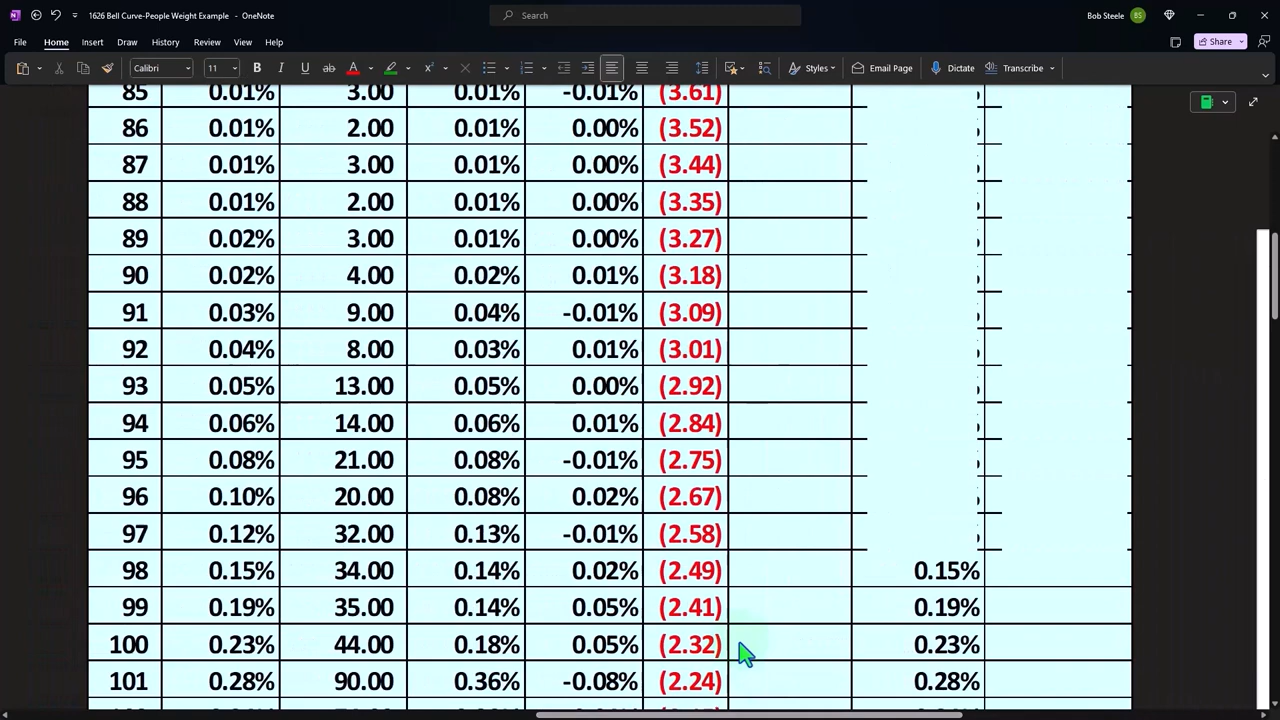 1626 Bell Curve-People Weight Example - OneNote
Search
Bob Steele BS
File Home Insert Draw History Review View Help
Share
Calibri 11 B I U ab A
Styles Email Page Dictate Transcribe
85 0.01% 3.00 0.01% -0.01% (3.61)
86 0.01% 2.00 0.01% 0.00% (3.52)
87 0.01% 3.00 0.01% 0.00% (3.44)
88 0.01% 2.00 0.01% 0.00% (3.35)
89 0.02% 3.00 0.01% 0.00% (3.27)
90 0.02% 4.00 0.02% 0.01% (3.18)
91 0.03% 9.00 0.04% -0.01% (3.09)
92 0.04% 8.00 0.03% 0.01% (3.01)
93 0.05% 13.00 0.05% 0.00% (2.92)
94 0.06% 14.00 0.06% 0.01% (2.84)
95 0.08% 21.00 0.08% -0.01% (2.75)
96 0.10% 20.00 0.08% 0.02% (2.67)
97 0.12% 32.00 0.13% -0.01% (2.58)
98 0.15% 34.00 0.14% 0.02% (2.49) 0.15%
99 0.19% 35.00 0.14% 0.05% (2.41) 0.19%
100 0.23% 44.00 0.18% 0.05% (2.32) 0.23%
101 0.28% 90.00 0.36% -0.08% (2.24) 0.28%